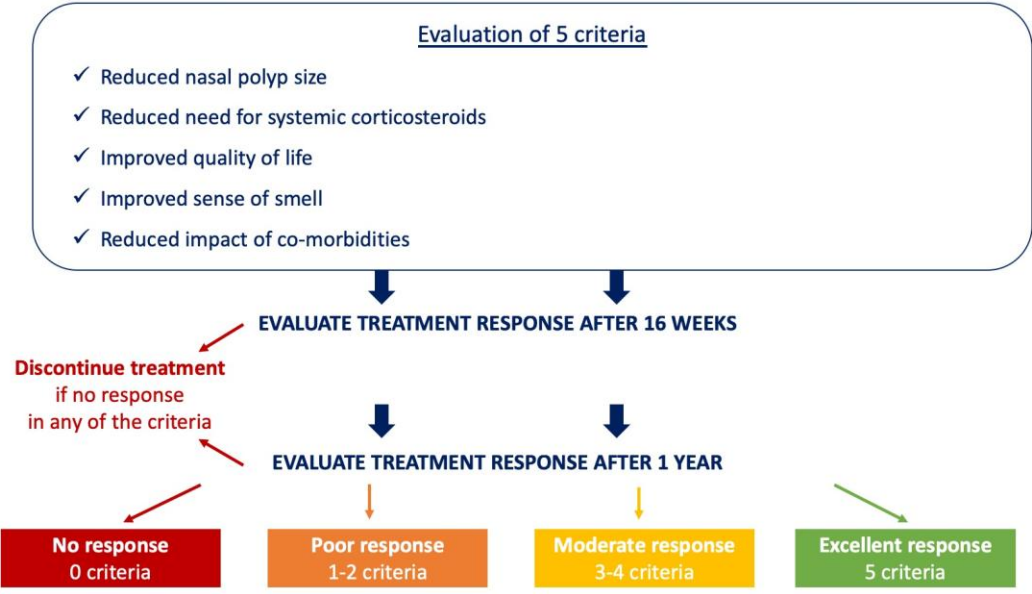 Evaluation of 5 criteria
✓ Reduced nasal polyp size
✓ Reduced need for systemic corticosteroids
✓ Improved quality of life
✓ Improved sense of smell
✓ Reduced impact of co-morbidities
EVALUATE TREATMENT RESPONSE AFTER 16 WEEKS
Discontinue treatment
if no response
in any of the criteria
EVALUATE TREATMENT RESPONSE AFTER 1 YEAR
No response
0 criteria
Poor response
1-2 criteria
Moderate response
3-4 criteria
Excellent response
5 criteria